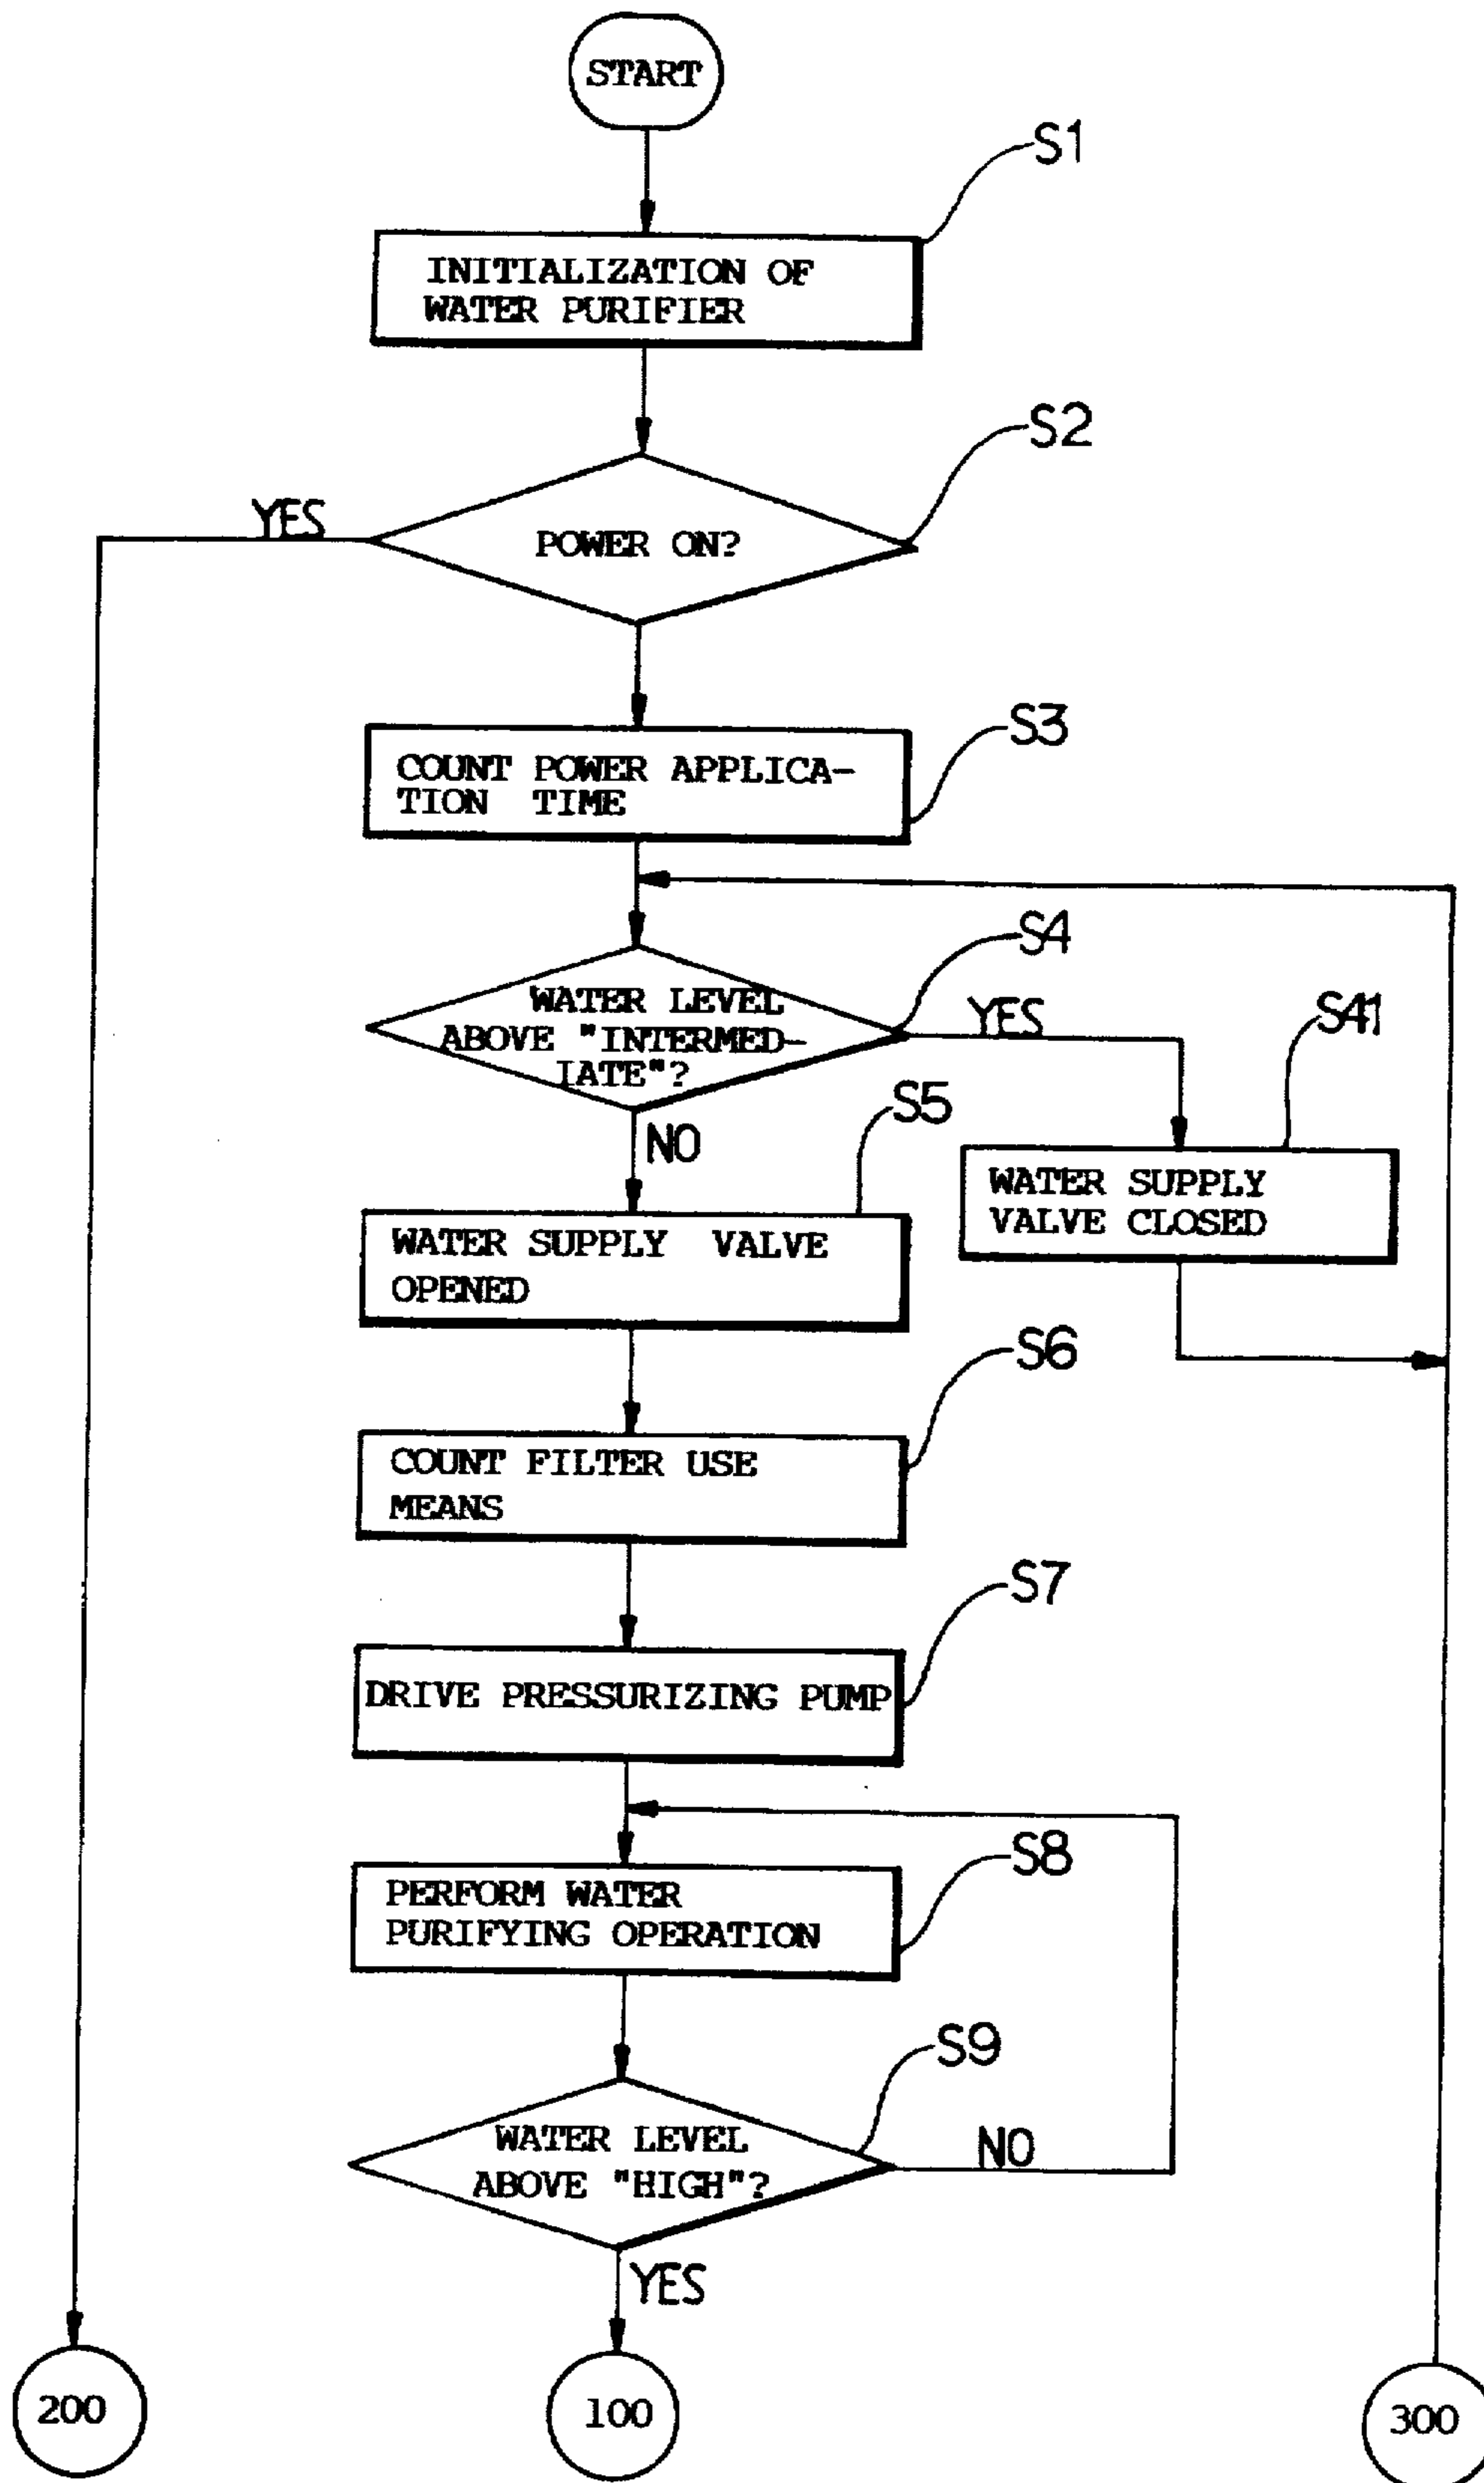 START
S1
INITIALIZATION OF
WATER PURIFIER
S2
YES
POWER ON?
S3
COUNT POWER APPLICA-
TION TIME
S4
WATER LEVEL
ABOVE "INTERMED-
IATE"?
YES
S41
NO
S5
WATER SUPPLY VALVE
OPENED
WATER SUPPLY
VALVE CLOSED
S6
COUNT FILTER USE
MEANS
S7
DRIVE PRESSURIZING PUMP
S8
PERFORM WATER
PURIFYING OPERATION
S9
WATER LEVEL
ABOVE "HIGH"?
NO
YES
200
100
300